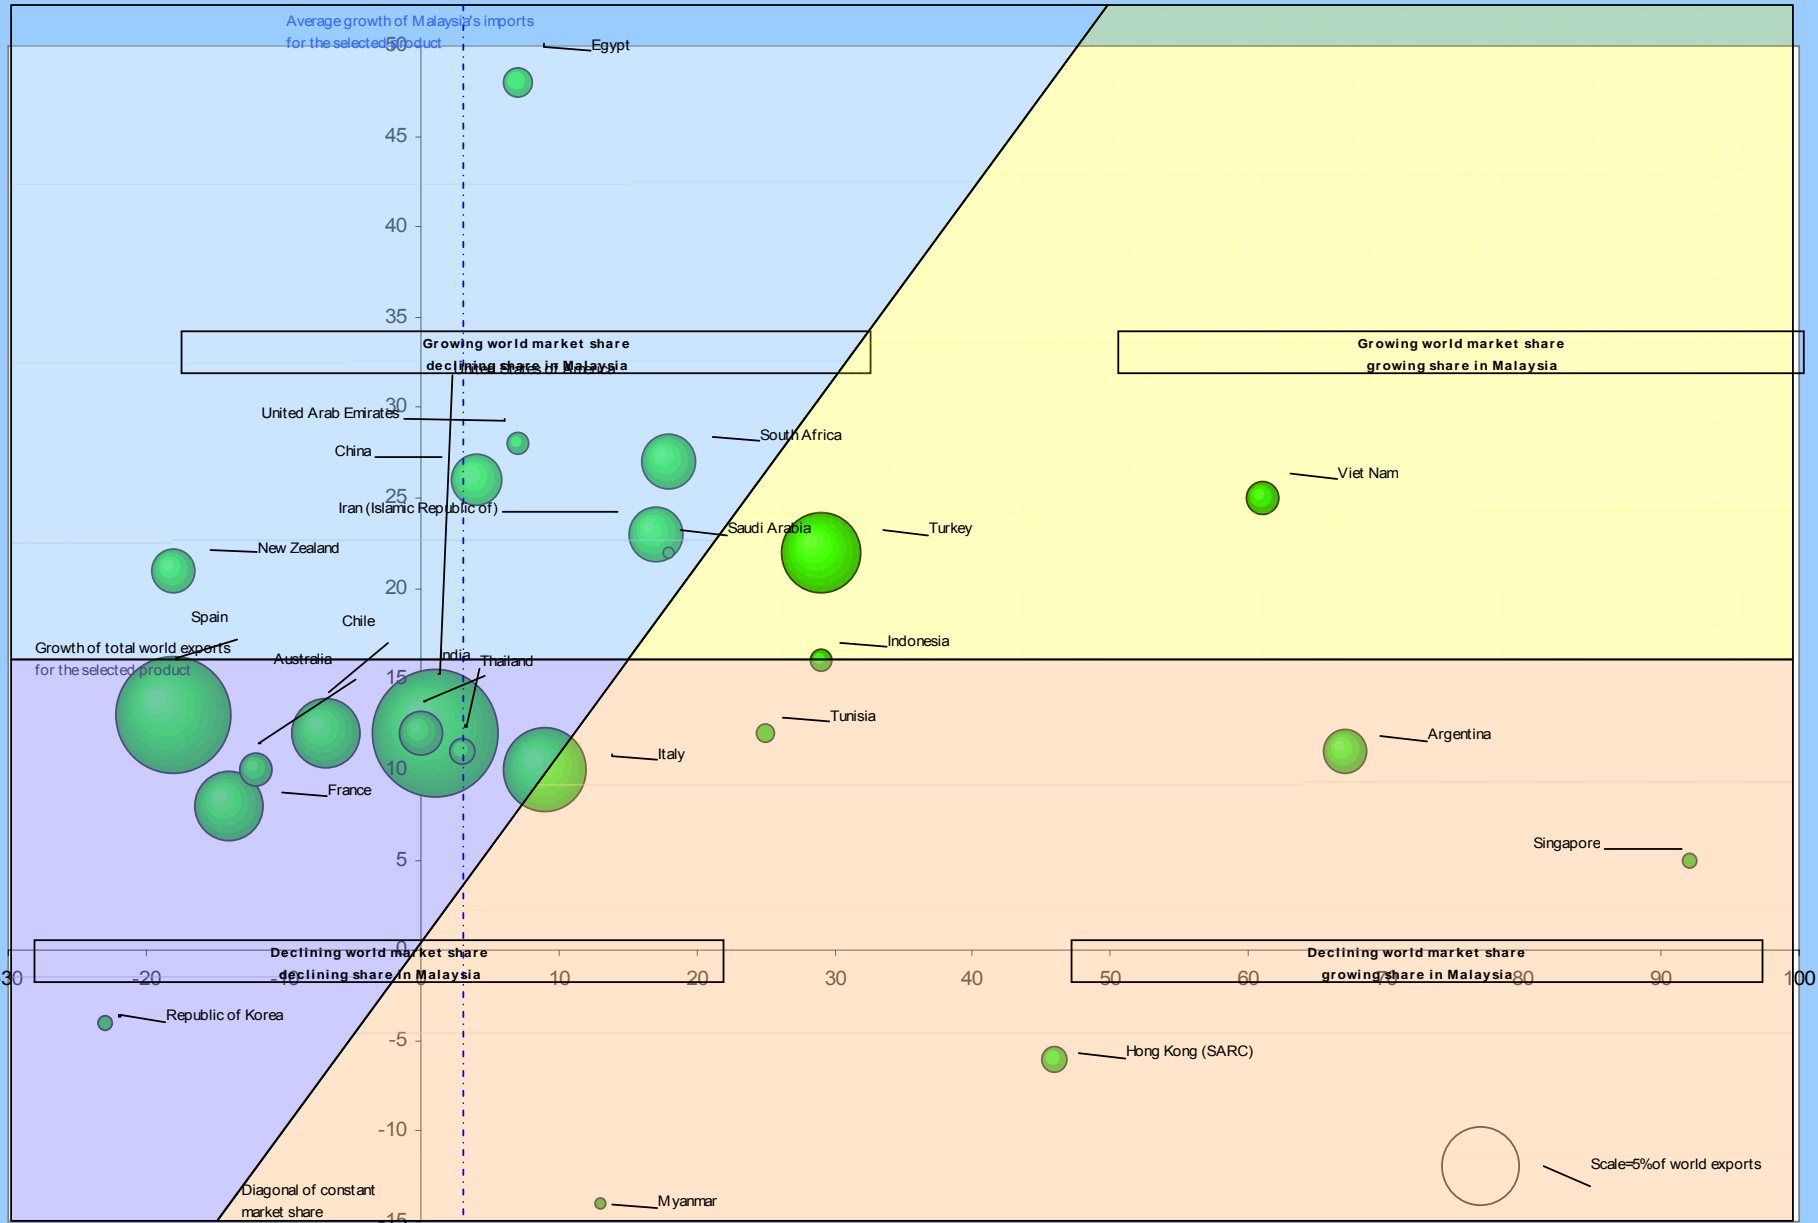 Average growth of Malaysia's imports
for the selected product
50
Egypt
45
40
35
Growing world market share
declining share in Malaysia
Growing world market share
growing share in Malaysia
United States of America
30
United Arab Emirates
China
South Africa
Viet Nam
25
Iran (Islamic Republic of)
Saudi Arabia
Turkey
New Zealand
20
Spain
Chile
Indonesia
Growth of total world exports
for the selected product
Australia
India
Thailand
15
Tunisia
Argentina
Italy
10
France
Singapore
5
0
Declining world market share
declining share in Malaysia
Declining world market share
growing share in Malaysia
-30 -20 -10 0 10 20 30 40 50 60 70 80 90 100
Republic of Korea
-5
Hong Kong (SARC)
-10
Scale=5% of world exports
Diagonal of constant
market share
Myanmar
-15